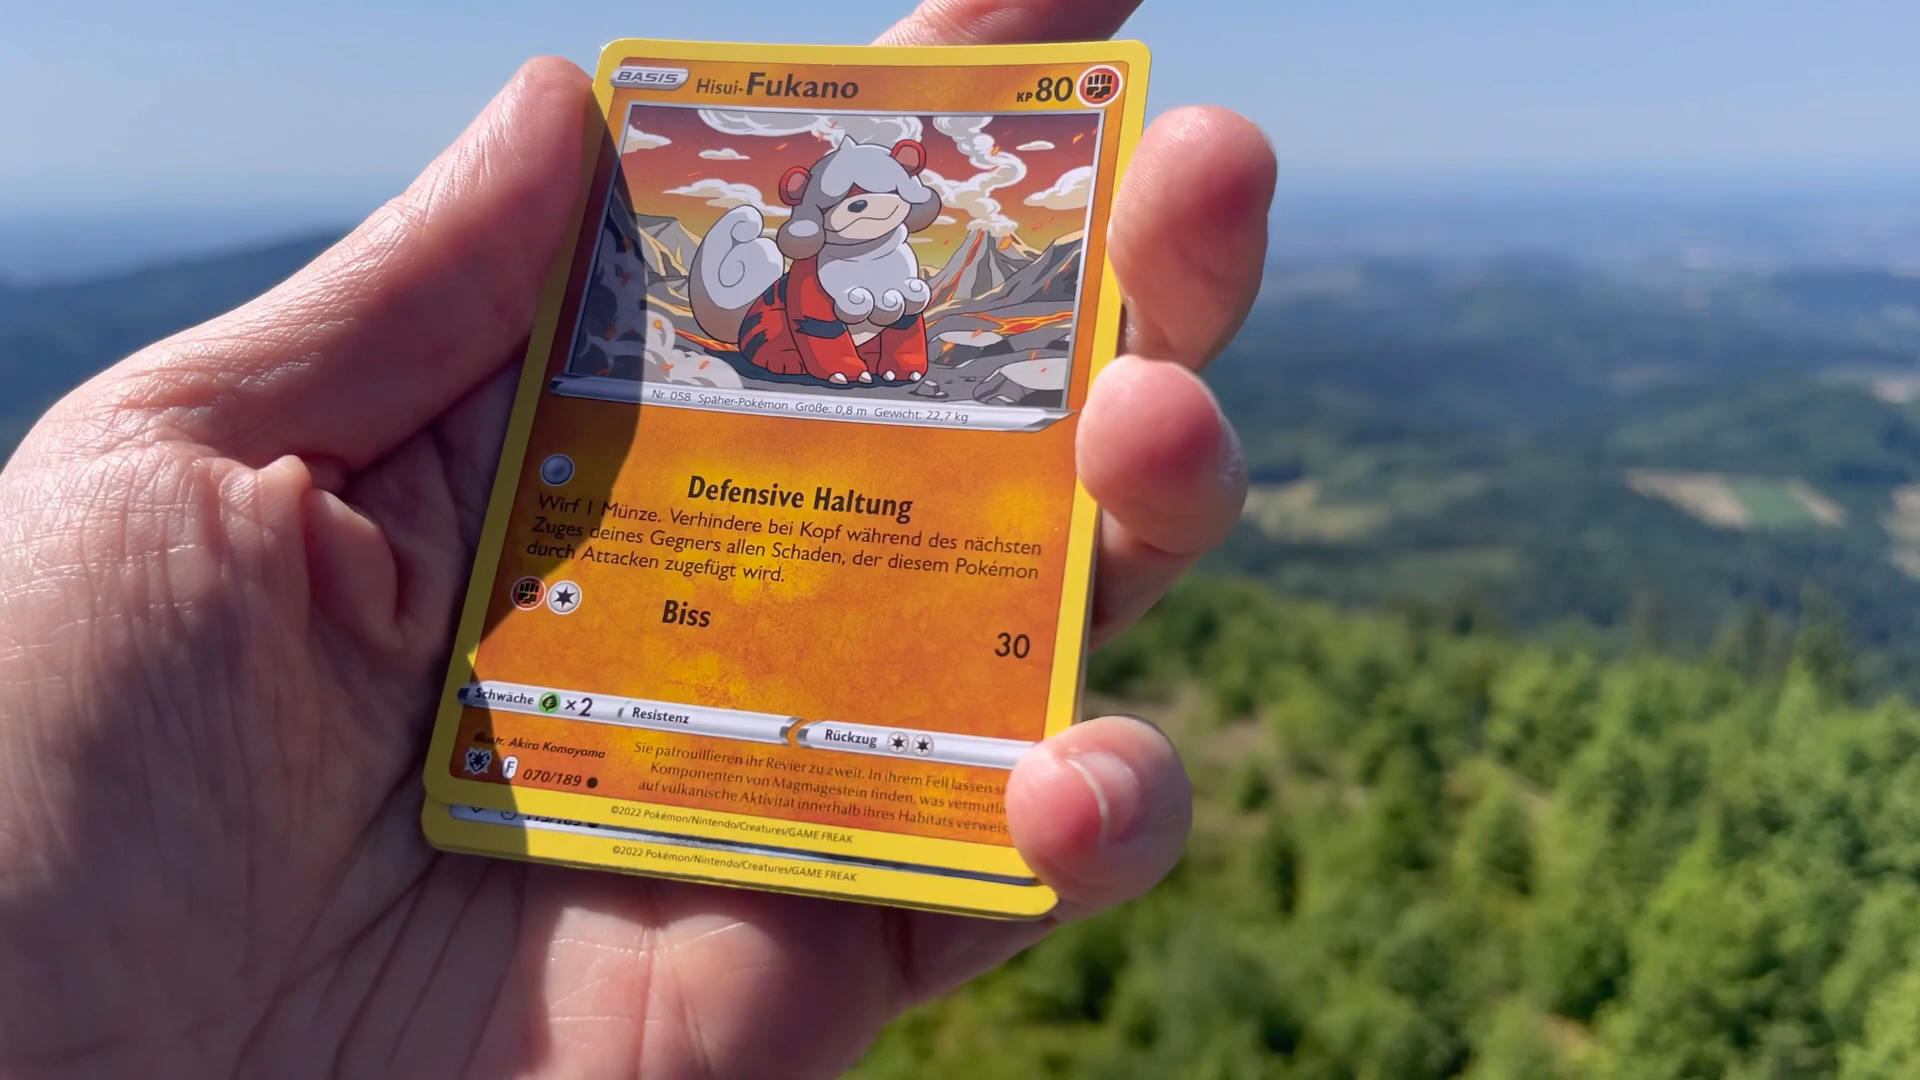 BASIS Hisui-Fukano KP 80
Nr. 058 Späher-Pokémon Größe: 0,8 m Gewicht: 22,7 kg
Defensive Haltung
Wirf 1 Münze. Verhindere bei Kopf während des nächsten
Zuges deines Gegners allen Schaden, der diesem Pokémon
durch Attacken zugefügt wird.
Biss
30
Schwäche ×2 Resistenz Rückzug
Illustr. Akira Komayama
F 070/189
Sie patrouillieren ihr Revier zu zweit. In ihrem Fell lassen
Komponenten von Magmagestein finden, was
auf vulkanische Aktivität innerhalb ihres Habitats
©2022 Pokémon/Nintendo/Creatures/GAME FREAK
©2022 Pokémon/Nintendo/Creatures/GAME FREAK